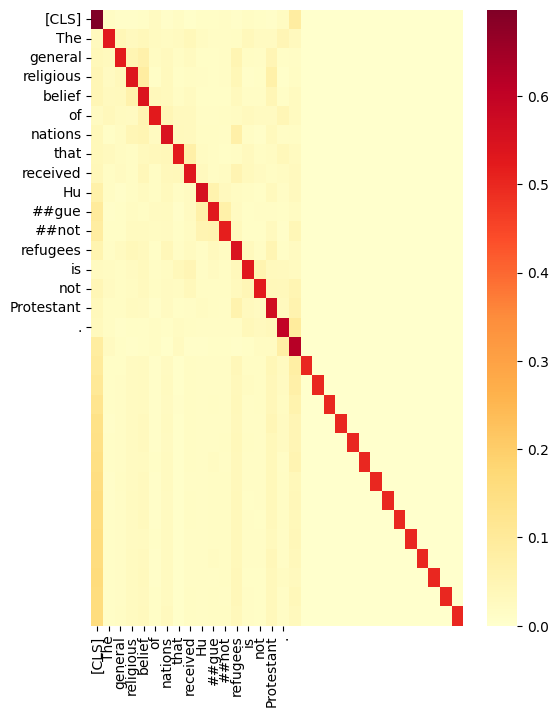 [CLS]
The
general
religious
belief
of
nations
that
received
Hu
##gue
##not
refugees
is
not
Protestant
.
0.6
0.5
0.4
0.3
0.2
0.1
0.0
[CLS]
The
general
religious
belief
of
nations
that
received
Hu
##gue
##not
refugees
is
not
Protestant
.